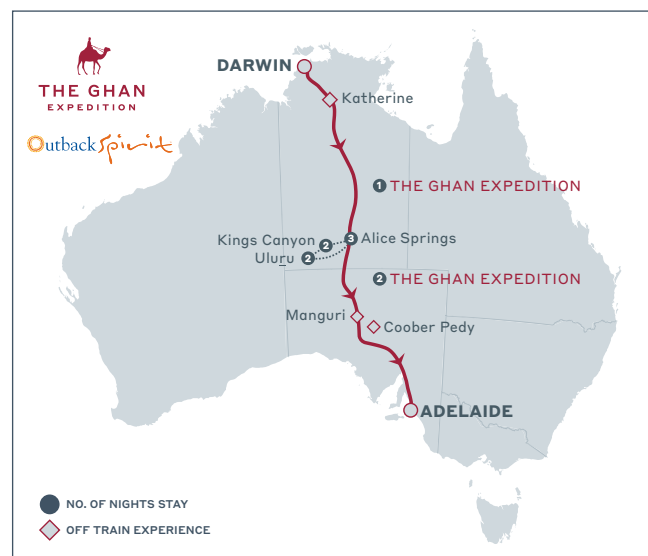 THE GHAN
EXPEDITION
Outback Spirit
DARWIN
Katherine
1 THE GHAN EXPEDITION
Kings Canyon 2
3 Alice Springs
Uluṟu 2
2 THE GHAN EXPEDITION
Manguri
Coober Pedy
ADELAIDE
NO. OF NIGHTS STAY
OFF TRAIN EXPERIENCE